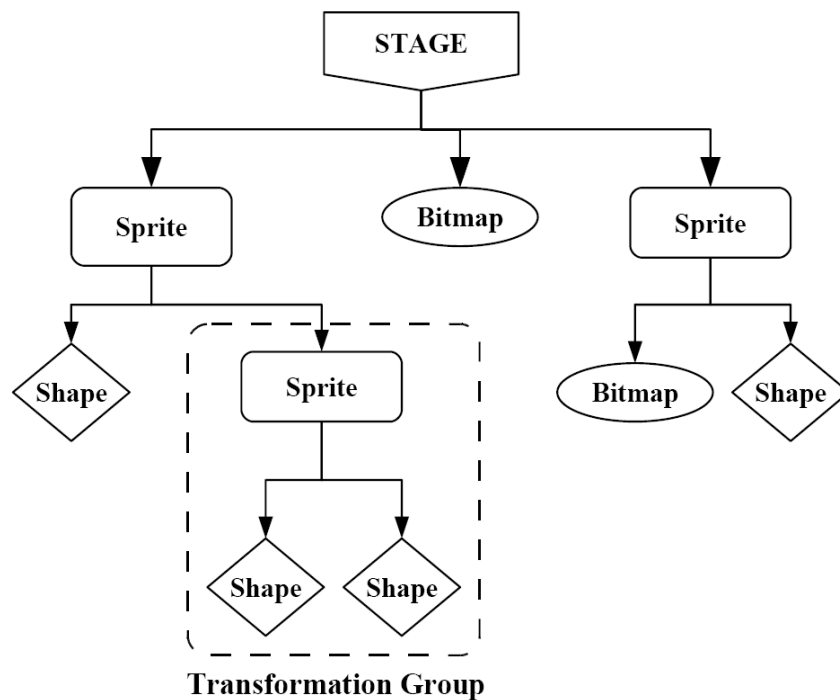 STAGE
Sprite
Bitmap
Sprite
Shape
Sprite
Bitmap
Shape
Shape
Shape
Transformation Group